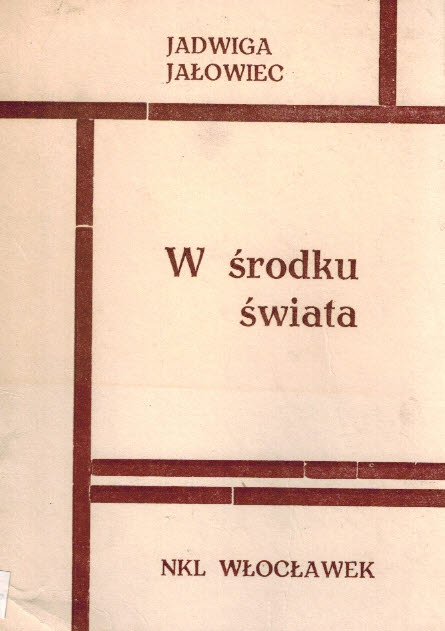 JADWIGA
JAŁOWIEC
W środku
świata
NKL WŁOCŁAWEK